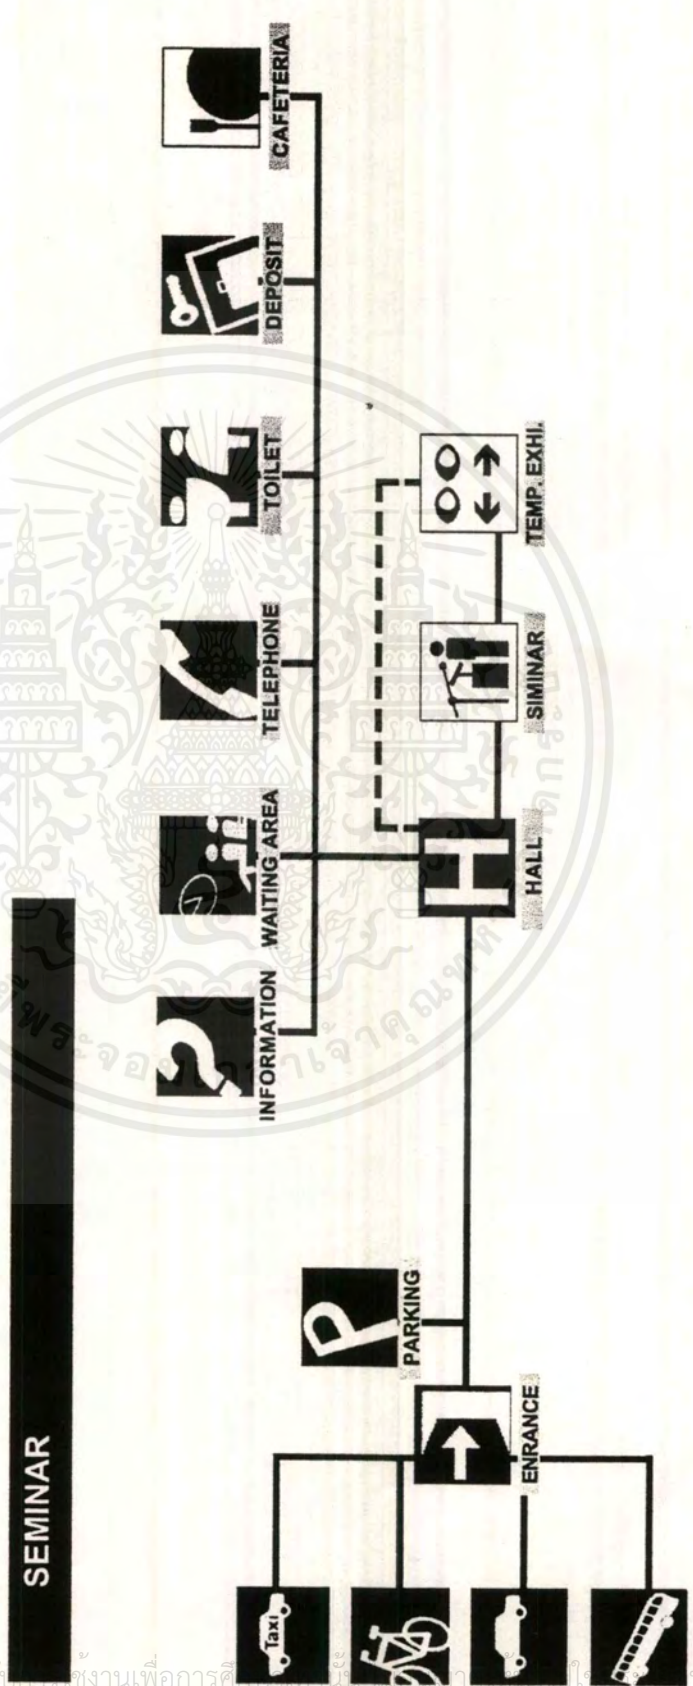 SEMINAR
Taxi
ENRANCE
P
PARKING
INFORMATION
WAITING AREA
TELEPHONE
TOILET
DEPOSIT
CAFETERIA
H
HALL
SIMINAR
TEMP. EXHI.